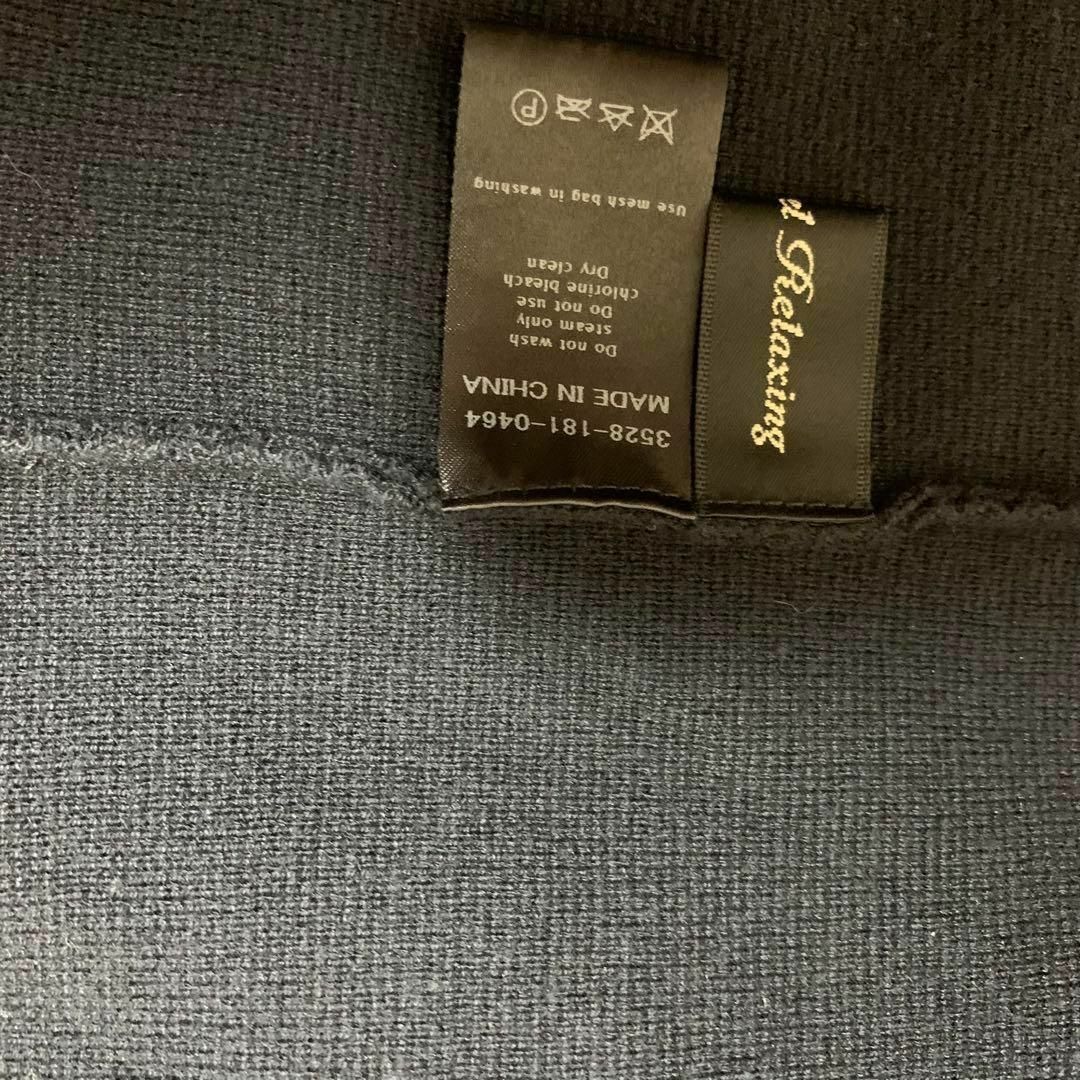 3528-181-0464
MADE IN CHINA
Do not wash
steam only
Do not use
chlorine bleach
Dry clean
Use mesh bag in washing
P
Relaxing